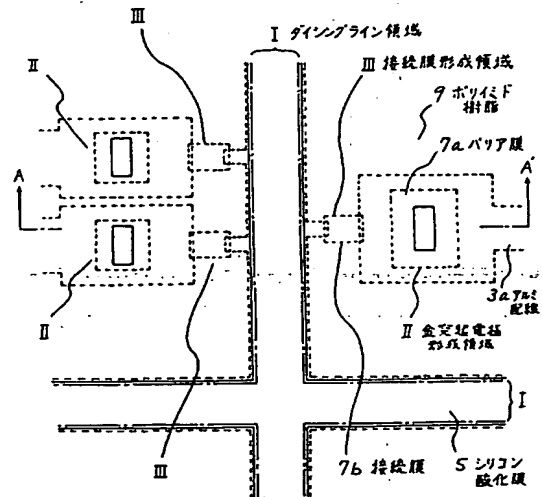 III
I ダイシングライン領域
II
III 接続膜形成領域
9 ポリイミド
樹脂
7a バリア膜
A
A'
II
3a アルミ
配線
II 金突起電極
形成領域
III
I
7b 接続膜
5 シリコン
酸化膜
III